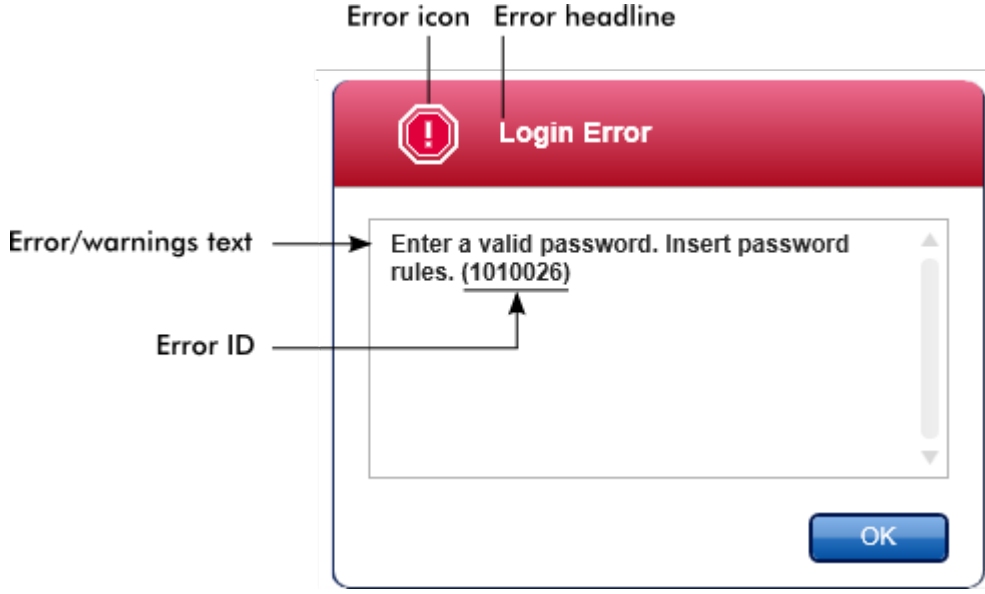 Error icon Error headline
Login Error
Error/warnings text
Enter a valid password. Insert password
rules. (1010026)
Error ID
OK